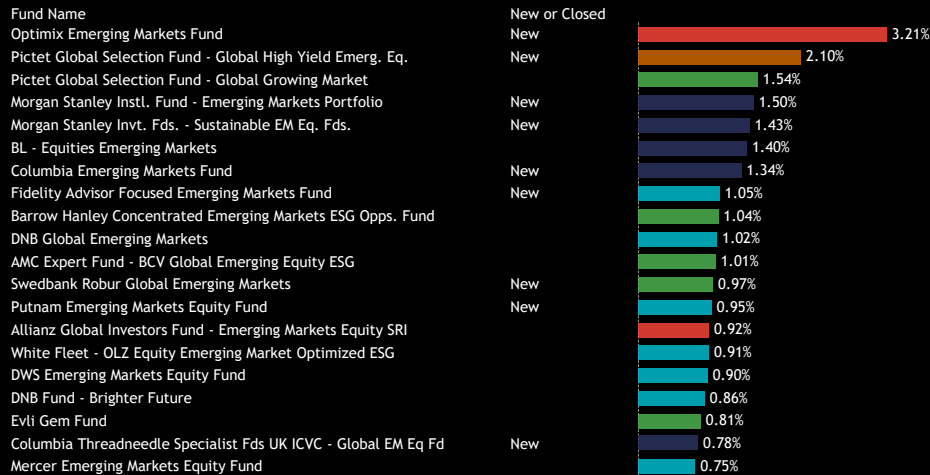 Fund Name New or Closed
Optimix Emerging Markets Fund New 3.21%
Pictet Global Selection Fund - Global High Yield Emerg. Eq. New 2.10%
Pictet Global Selection Fund - Global Growing Market 1.54%
Morgan Stanley Instl. Fund - Emerging Markets Portfolio New 1.50%
Morgan Stanley Invt. Fds. - Sustainable EM Eq. Fds. New 1.43%
BL - Equities Emerging Markets 1.40%
Columbia Emerging Markets Fund New 1.34%
Fidelity Advisor Focused Emerging Markets Fund New 1.05%
Barrow Hanley Concentrated Emerging Markets ESG Opps. Fund 1.04%
DNB Global Emerging Markets 1.02%
AMC Expert Fund - BCV Global Emerging Equity ESG 1.01%
Swedbank Robur Global Emerging Markets New 0.97%
Putnam Emerging Markets Equity Fund New 0.95%
Allianz Global Investors Fund - Emerging Markets Equity SRI 0.92%
White Fleet - OLZ Equity Emerging Market Optimized ESG 0.91%
DWS Emerging Markets Equity Fund 0.90%
DNB Fund - Brighter Future 0.86%
Evli Gem Fund 0.81%
Columbia Threadneedle Specialist Fds UK ICVC - Global EM Eq Fd New 0.78%
Mercer Emerging Markets Equity Fund 0.75%